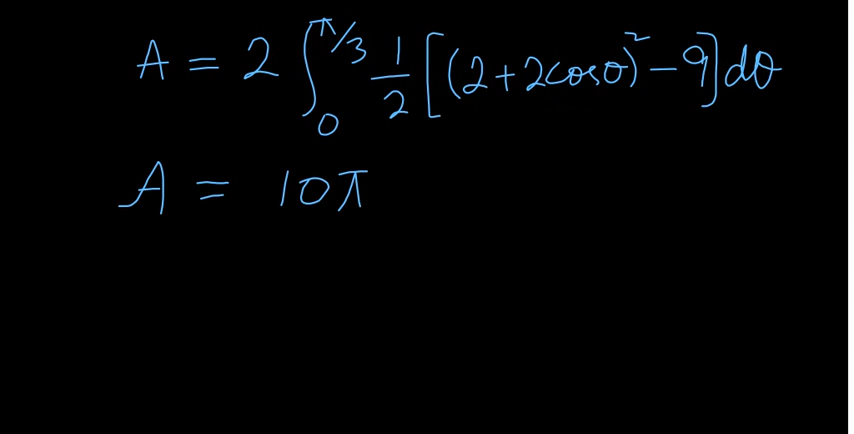 A = 2 ∫₀^{π/3} 1/2 [(2+2cosθ)² − 9] dθ
A = 10π